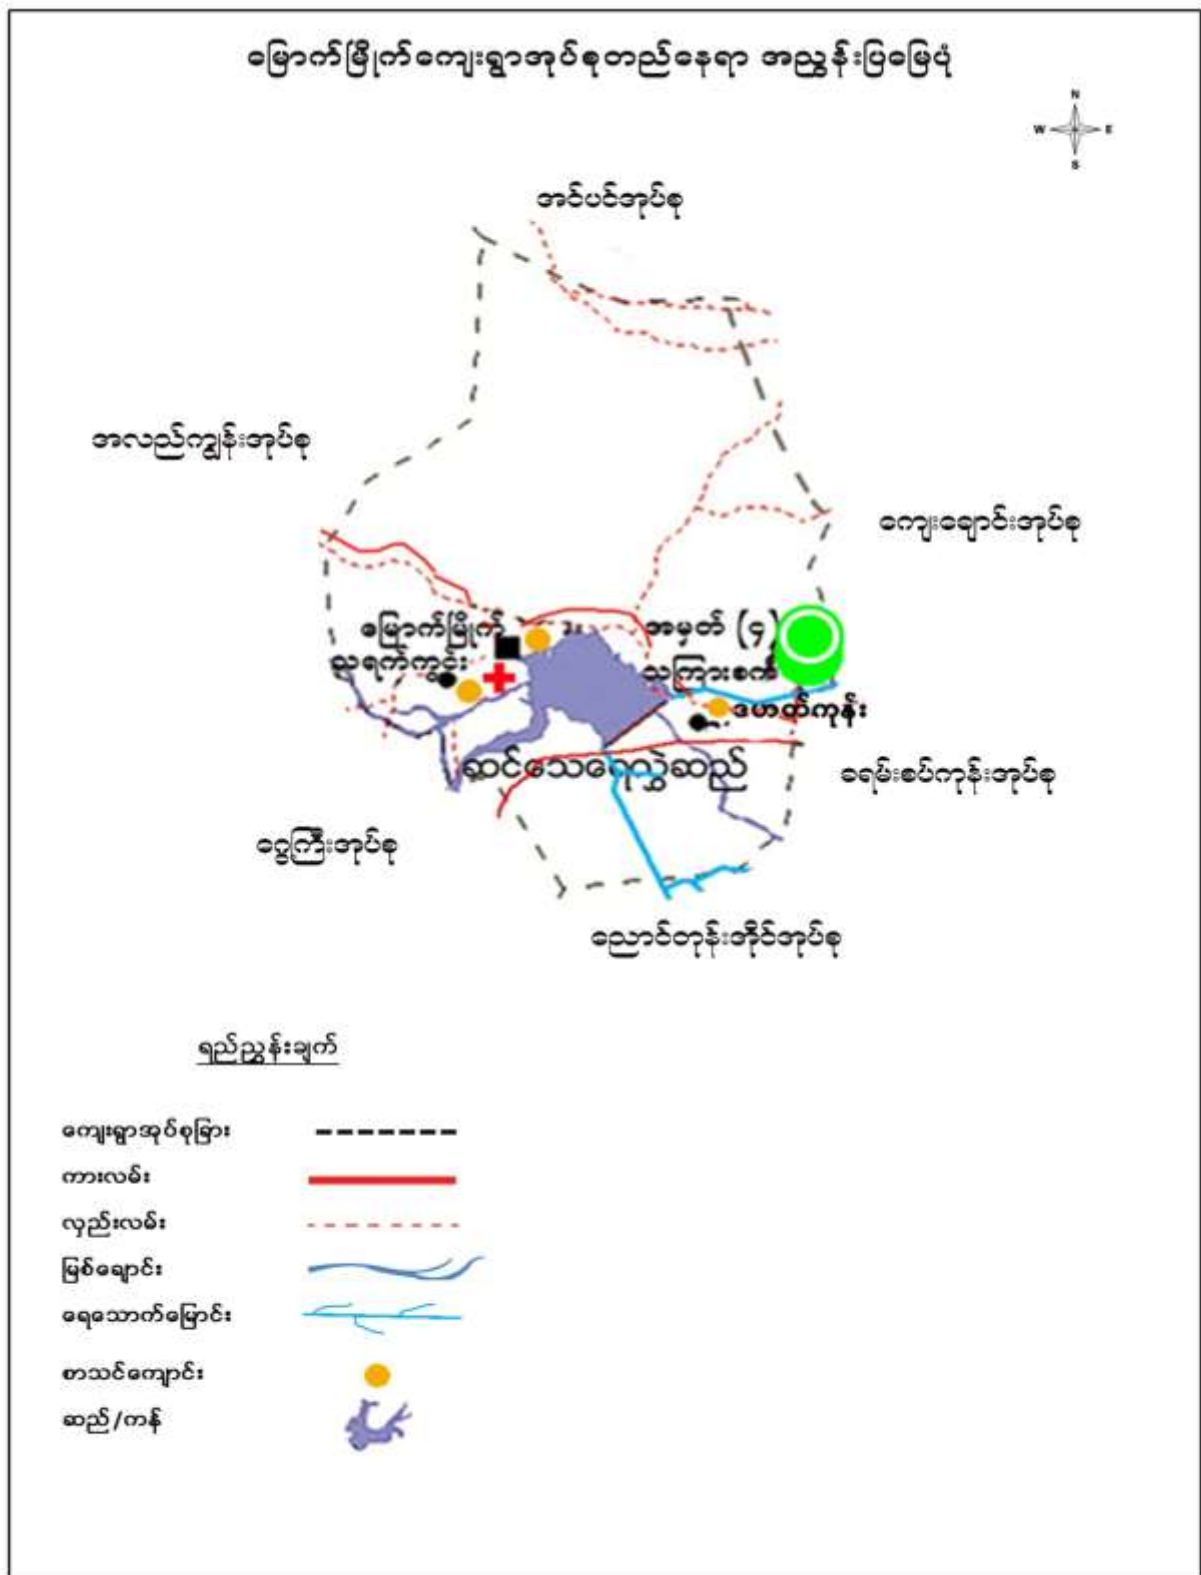 မြောက်မြိုက်ကျေးရွာအုပ်စုတည်နေရာ အညွှန်းပြမြေပုံ
N
W E
S
အင်ပင်အုပ်စု
အလည်ကျွန်းအုပ်စု
ကျေးချောင်းအုပ်စု
မြောက်မြိုက်
အမှတ် (၄)
ညရက်ကွင်း
သကြားစက်
ဒဟတ်ကုန်း
ဆင်သေရေလွှဲဆည်
ခရမ်းစပ်ကုန်းအုပ်စု
ငွေကြီးအုပ်စု
ညောင်တုန်းအိုင်အုပ်စု
ရည်ညွှန်းချက်
ကျေးရွာအုပ်စုခြား
ကားလမ်း
လှည်းလမ်း
မြစ်ချောင်း
ရေသောက်မြောင်း
စာသင်ကျောင်း
ဆည်/ကန်